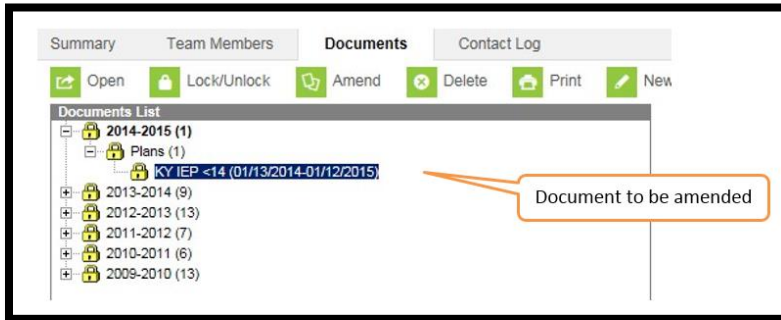 Summary Team Members Documents Contact Log
Open Lock/Unlock Amend Delete Print New
Documents List
2014-2015 (1)
Plans (1)
KY IEP <14 (01/13/2014-01/12/2015)
Document to be amended
2013-2014 (9)
2012-2013 (13)
2011-2012 (7)
2010-2011 (6)
2009-2010 (13)